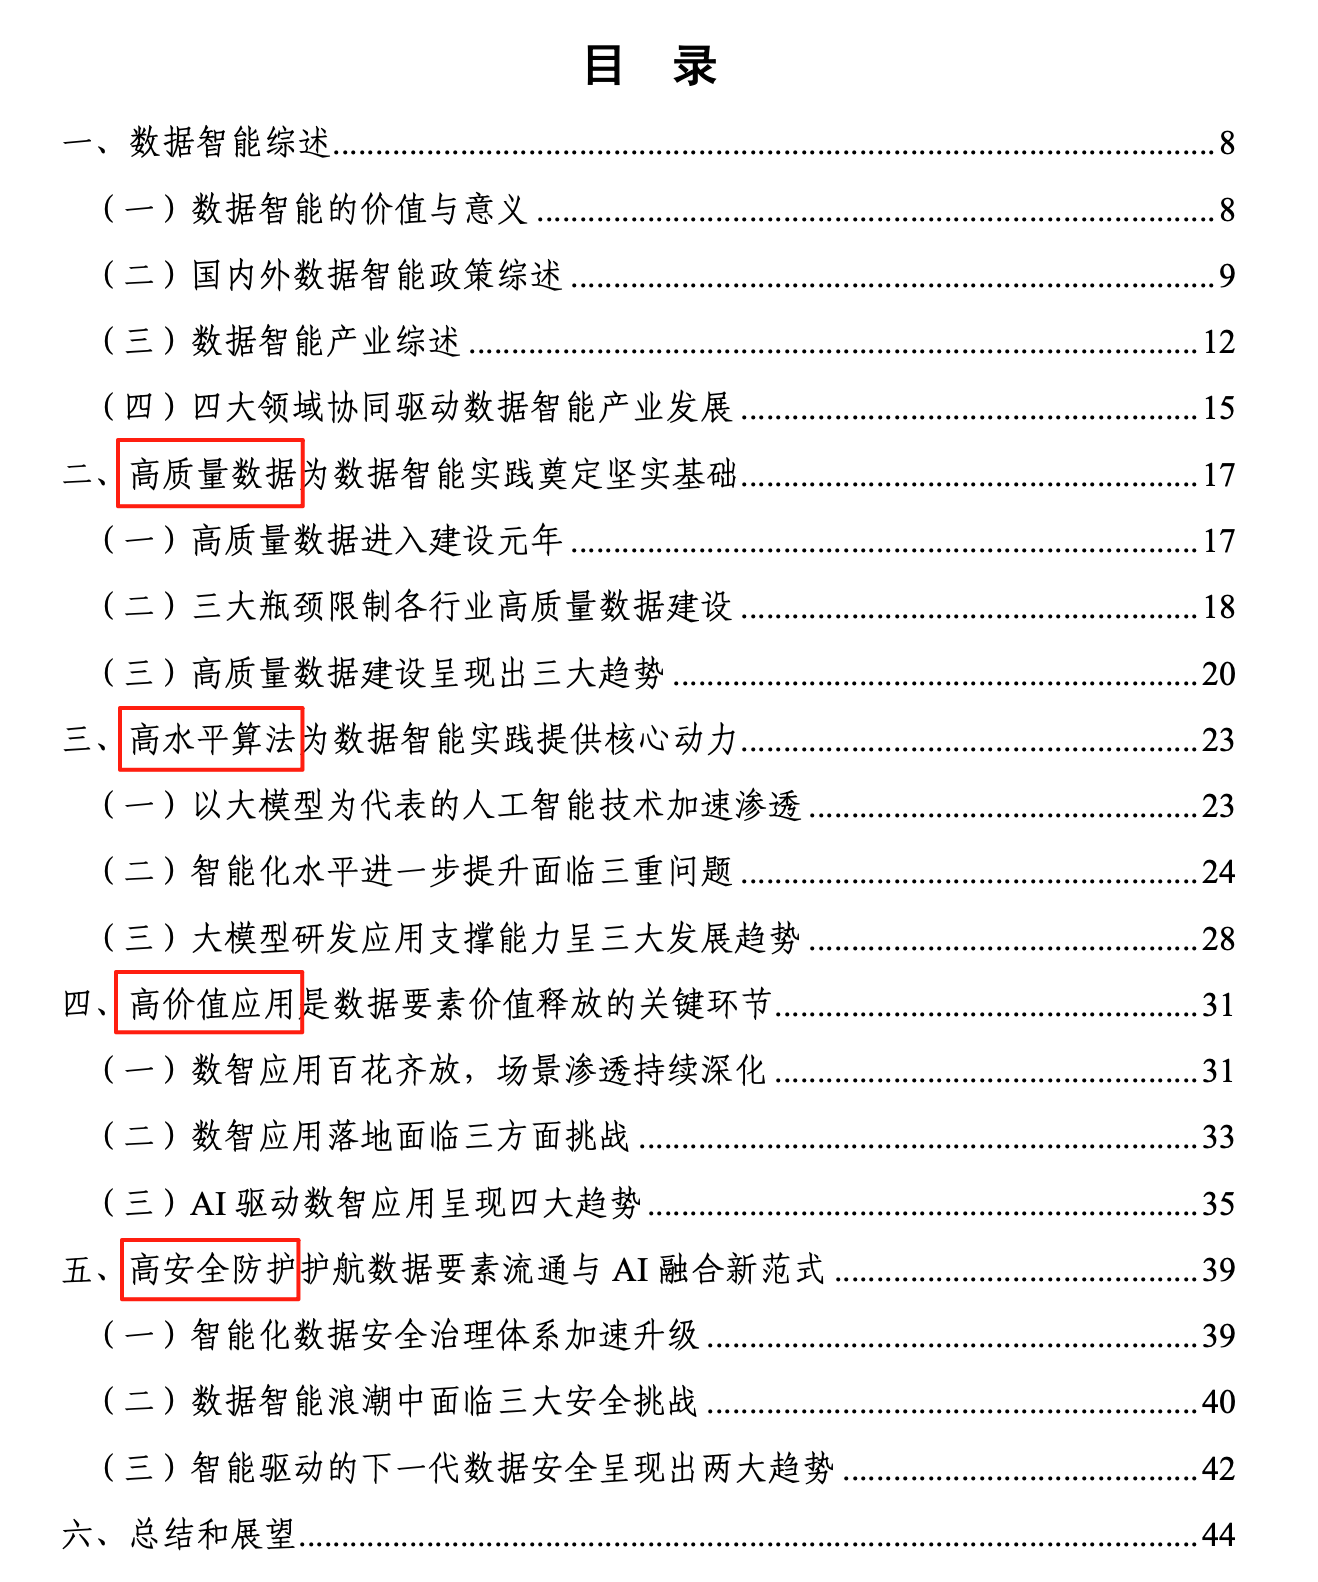 目 录
一、数据智能综述........................................8
（一）数据智能的价值与意义........................................8
（二）国内外数据智能政策综述........................................9
（三）数据智能产业综述........................................12
（四）四大领域协同驱动数据智能产业发展........................................15
二、高质量数据为数据智能实践奠定坚实基础........................................17
（一）高质量数据进入建设元年........................................17
（二）三大瓶颈限制各行业高质量数据建设........................................18
（三）高质量数据建设呈现出三大趋势........................................20
三、高水平算法为数据智能实践提供核心动力........................................23
（一）以大模型为代表的人工智能技术加速渗透........................................23
（二）智能化水平进一步提升面临三重问题........................................24
（三）大模型研发应用支撑能力呈三大发展趋势........................................28
四、高价值应用是数据要素价值释放的关键环节........................................31
（一）数智应用百花齐放，场景渗透持续深化........................................31
（二）数智应用落地面临三方面挑战........................................33
（三）AI 驱动数智应用呈现四大趋势........................................35
五、高安全防护护航数据要素流通与 AI 融合新范式........................................39
（一）智能化数据安全治理体系加速升级........................................39
（二）数据智能浪潮中面临三大安全挑战........................................40
（三）智能驱动的下一代数据安全呈现出两大趋势........................................42
六、总结和展望........................................44